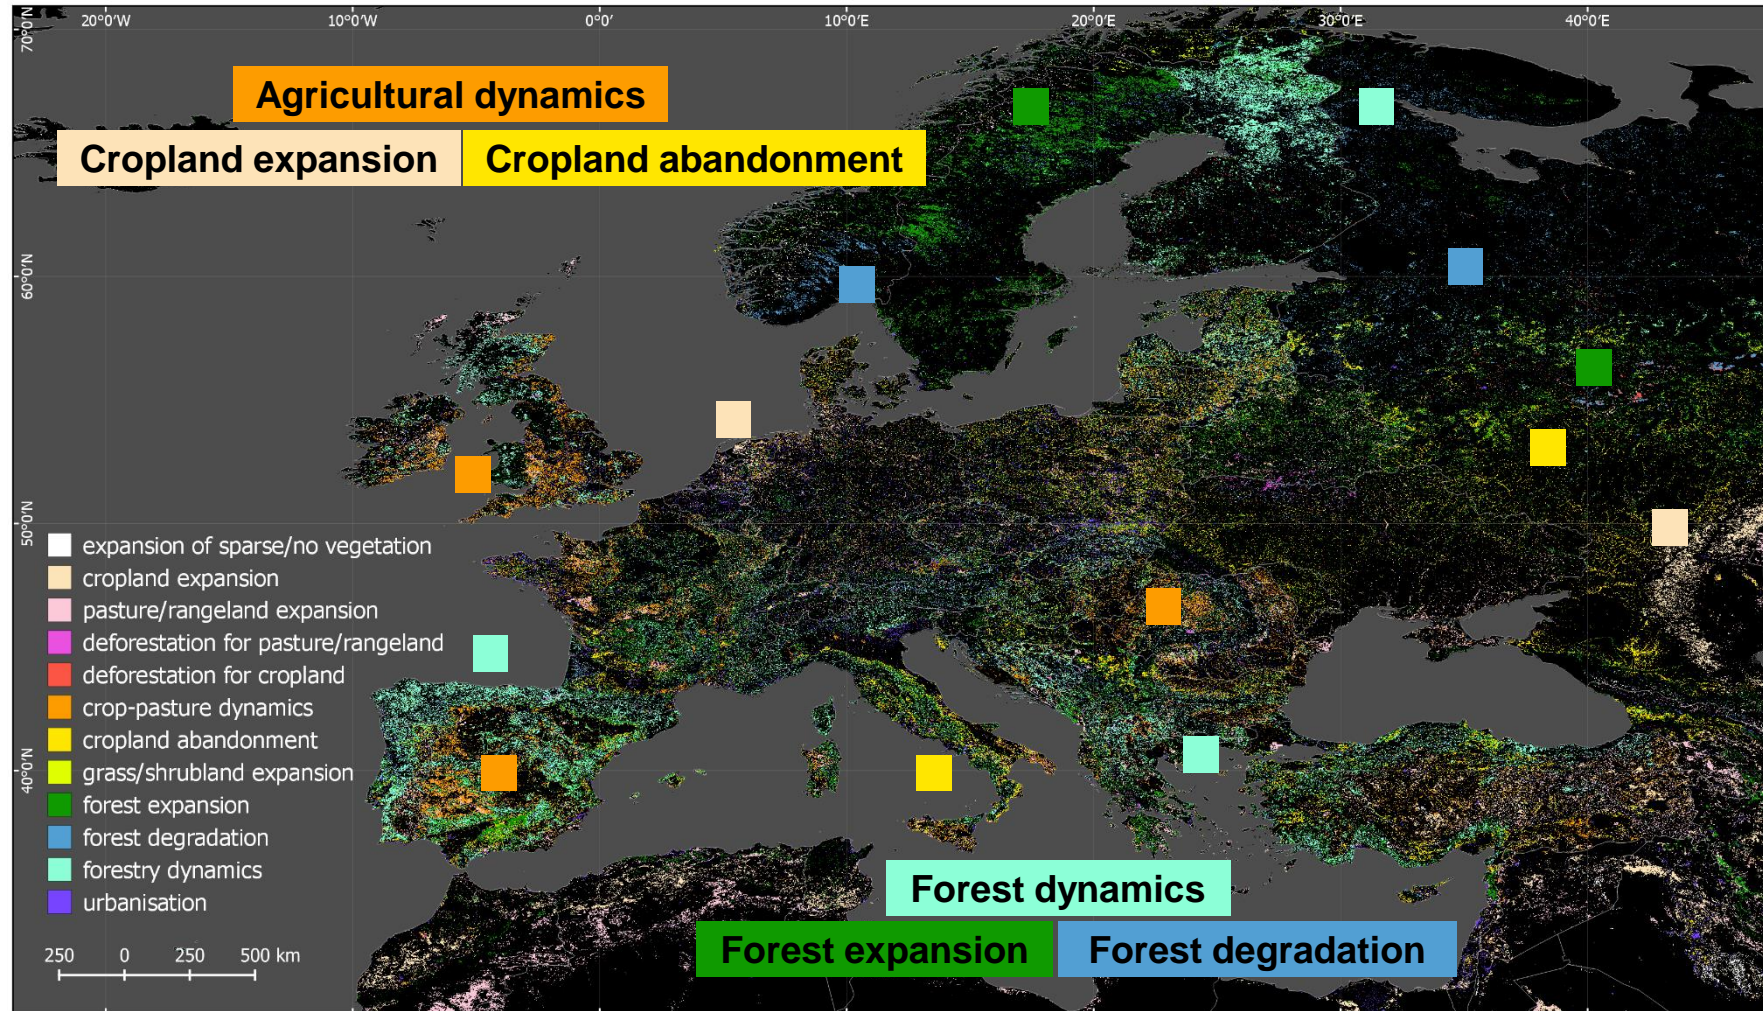 20°0'W 10°0'W 0°0' 10°0'E 20°0'E 30°0'E 40°0'E
70°0'N
Agricultural dynamics
Cropland expansion Cropland abandonment
60°0'N
50°0'N
expansion of sparse/no vegetation
cropland expansion
pasture/rangeland expansion
deforestation for pasture/rangeland
deforestation for cropland
crop-pasture dynamics
cropland abandonment
40°0'N
grass/shrubland expansion
forest expansion
forest degradation
forestry dynamics
urbanisation
Forest dynamics
Forest expansion Forest degradation
250 0 250 500 km